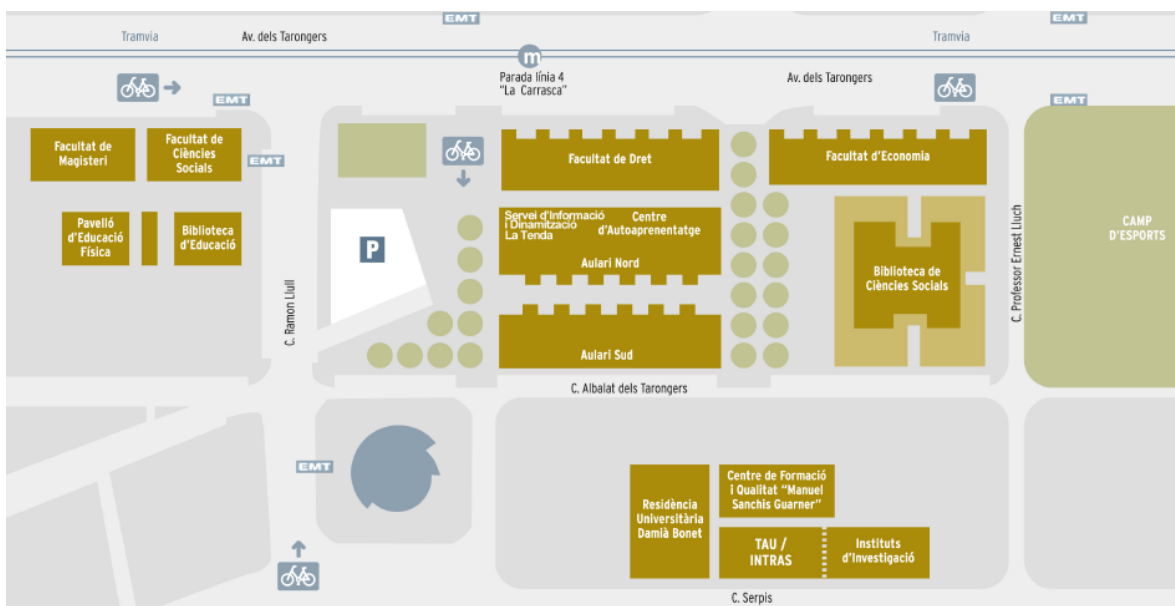 EMT
EMT
Tramvia
Av. dels Tarongers
Tramvia
m
Parada línia 4
"La Carrasca"
Av. dels Tarongers
EMT
EMT
Facultat de
Magisteri
Facultat de
Ciències
Socials
EMT
Facultat de Dret
Facultat d'Economia
Pavelló
d'Educació
Física
Biblioteca
d'Educació
P
Servei d'Informació
i Dinamització
La Tenda
Centre
d'Autoaprenentatge
Aulari Nord
Biblioteca de
Ciències Socials
CAMP
D'ESPORTS
C. Ramon Llull
C. Professor Ernest Lluch
Aulari Sud
C. Albalat dels Tarongers
EMT
Residència
Universitària
Damià Bonet
Centre de Formació
i Qualitat "Manuel
Sanchis Guarner"
TAU /
INTRAS
Instituts
d'Investigació
C. Serpis